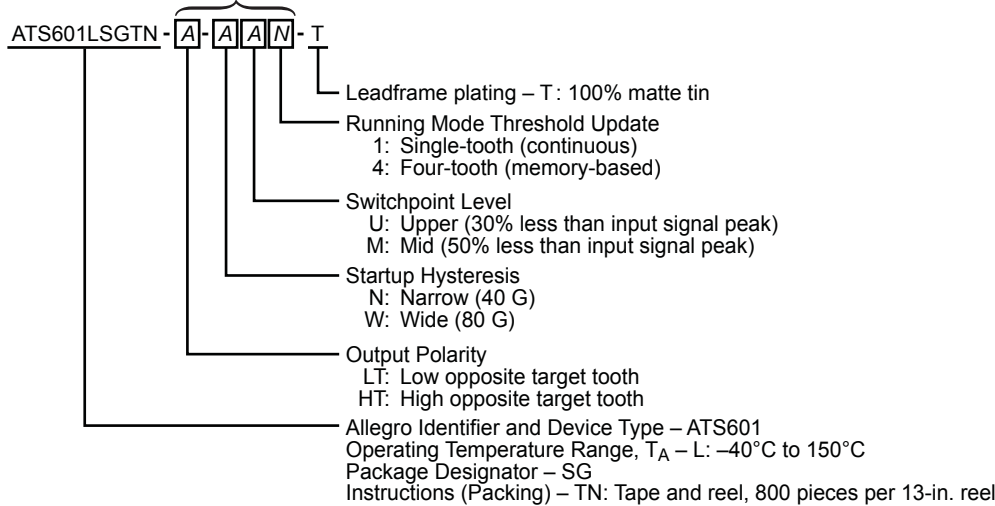 ATS601LSGTN - A - A A N - T
Leadframe plating – T: 100% matte tin
Running Mode Threshold Update
1: Single-tooth (continuous)
4: Four-tooth (memory-based)
Switchpoint Level
U: Upper (30% less than input signal peak)
M: Mid (50% less than input signal peak)
Startup Hysteresis
N: Narrow (40 G)
W: Wide (80 G)
Output Polarity
LT: Low opposite target tooth
HT: High opposite target tooth
Allegro Identifier and Device Type – ATS601
Operating Temperature Range, TA – L: –40°C to 150°C
Package Designator – SG
Instructions (Packing) – TN: Tape and reel, 800 pieces per 13-in. reel